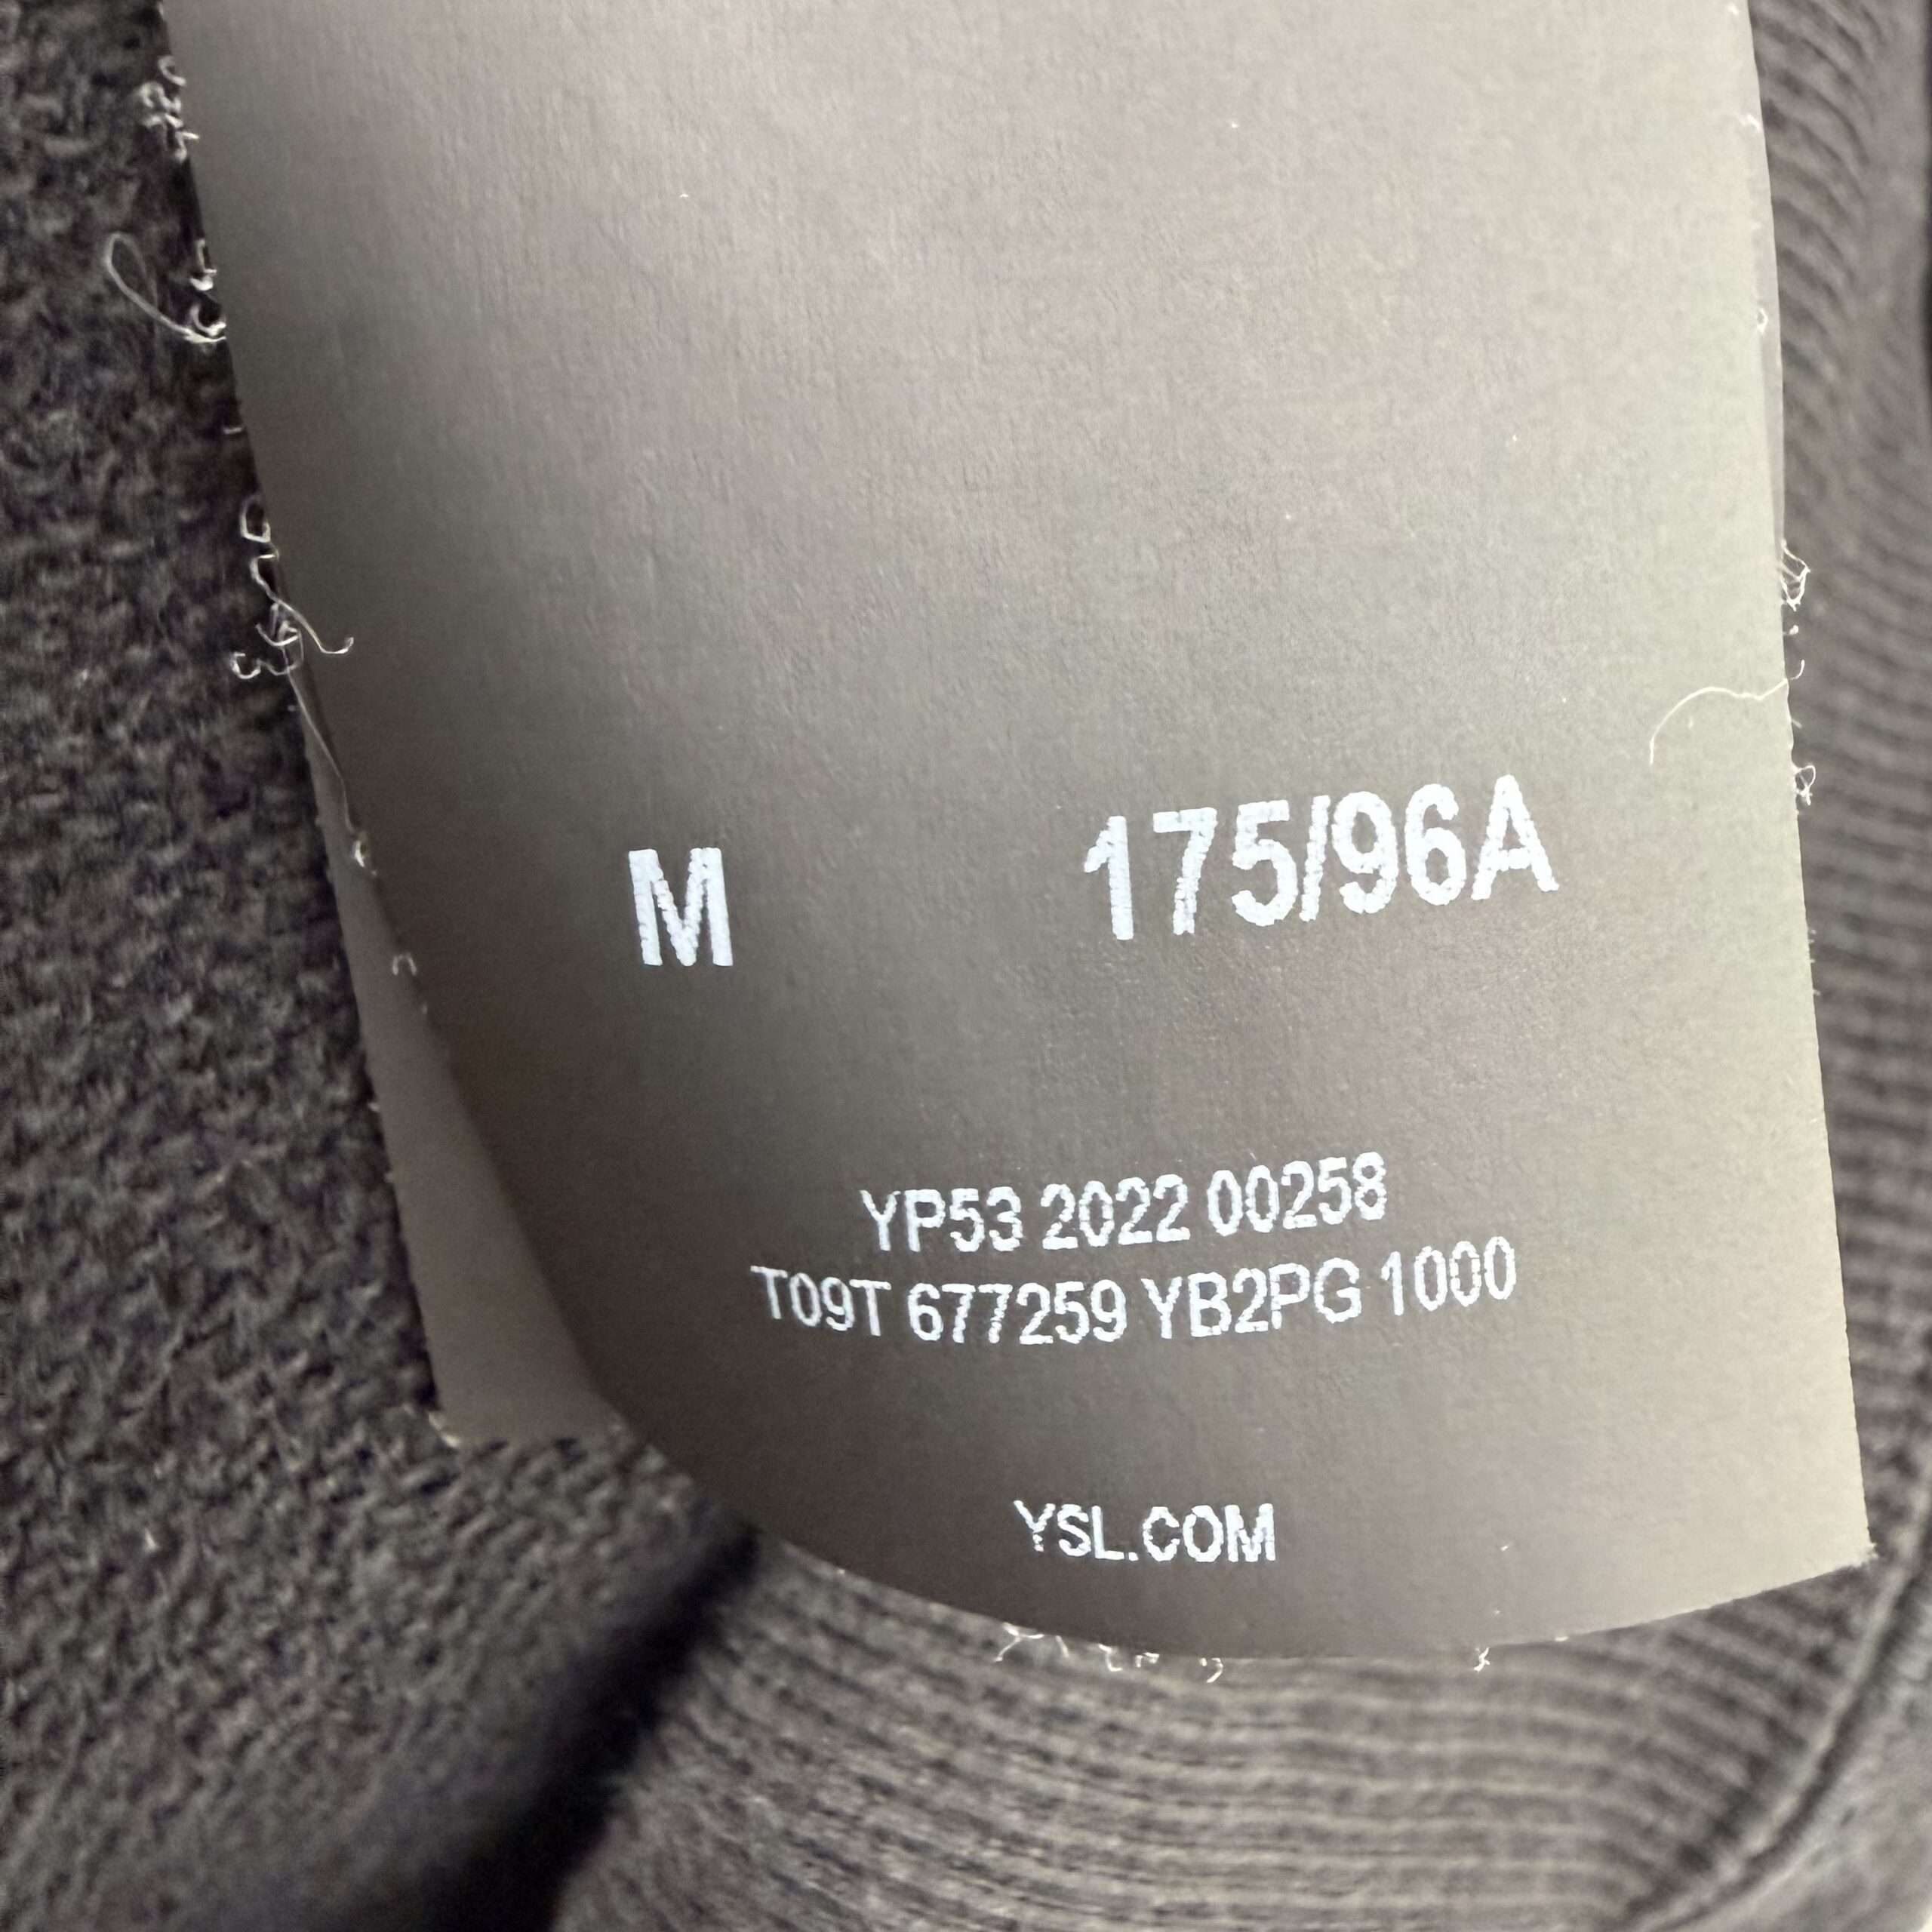 M 175/96A
YP53 2022 00258
T09T 677259 YB2PG 1000
YSL.COM